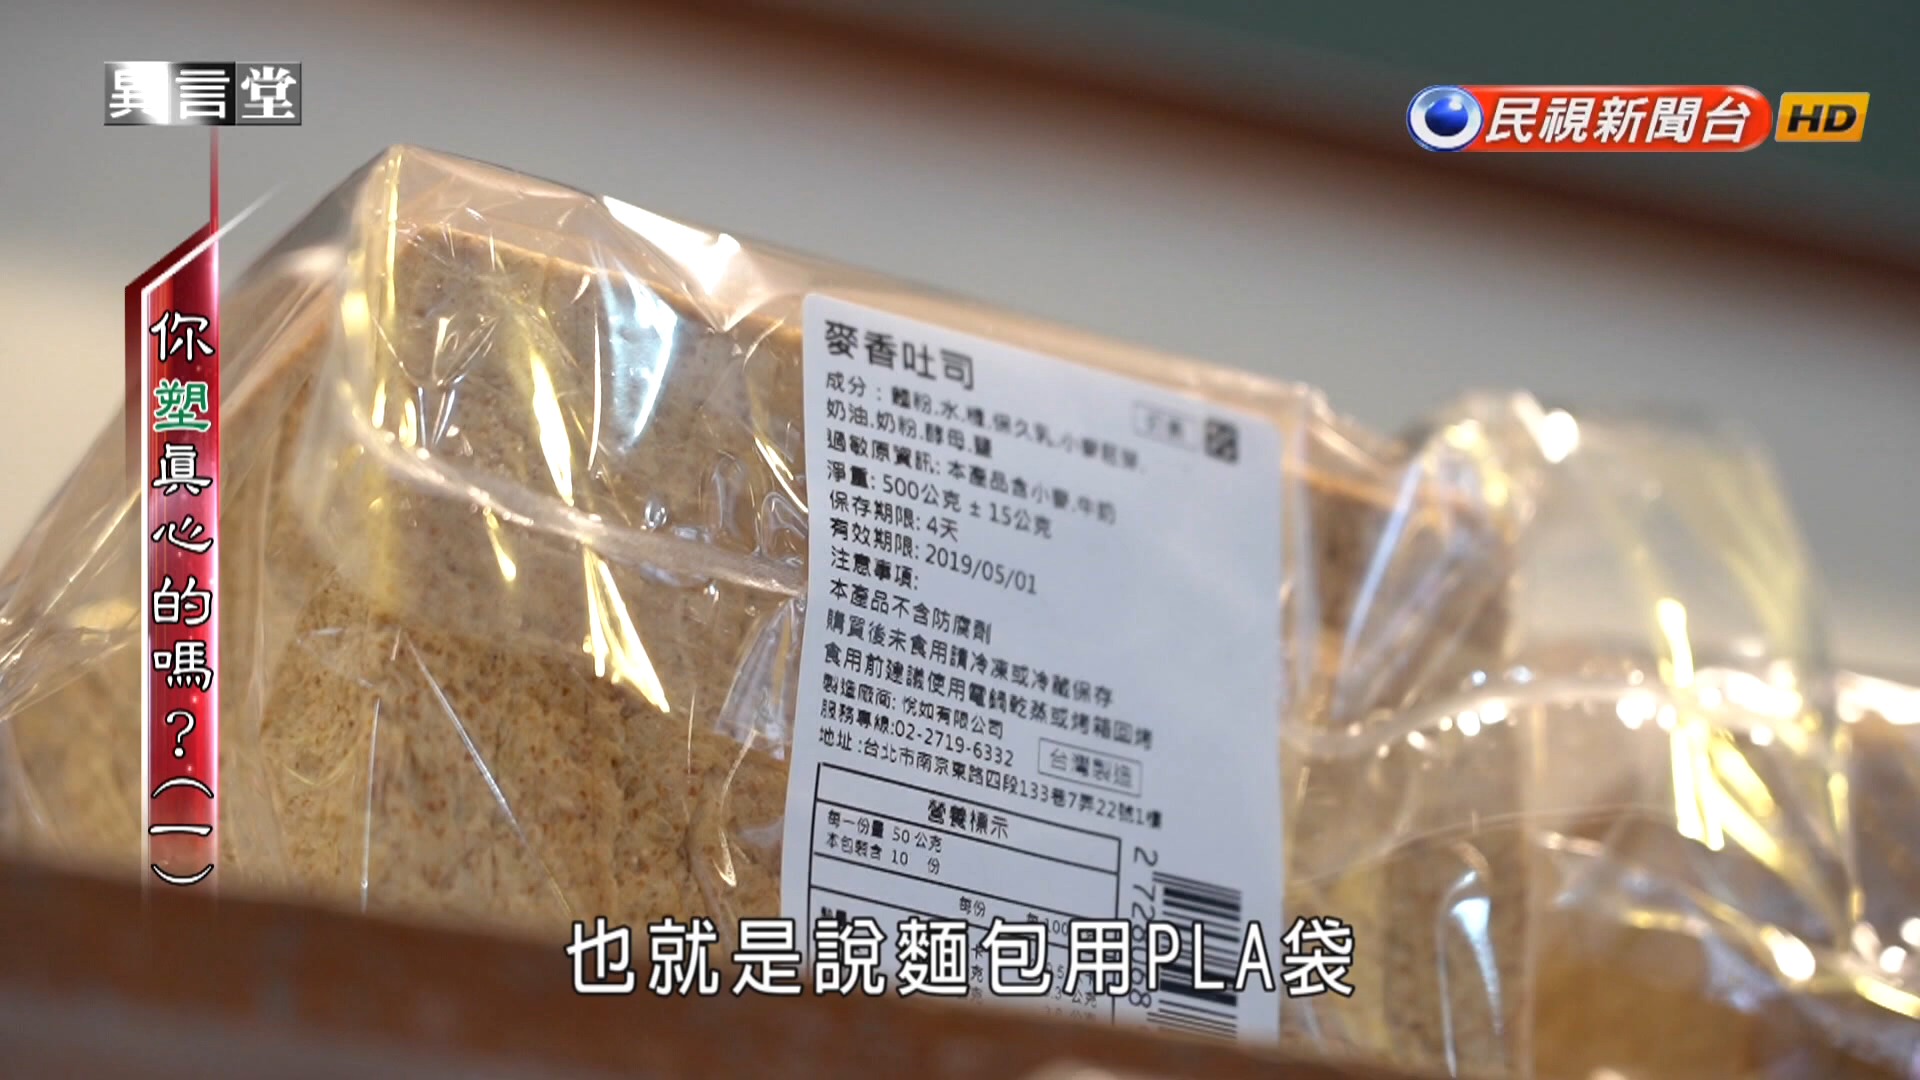 異言堂
民視新聞台 HD
你塑真心的嗎？(一)
麥香吐司
成分：麵粉.水.糖.保久乳.小麥胚芽.
奶油.奶粉.酵母.鹽
過敏原資訊: 本產品含小麥.牛奶
淨重: 500公克 ± 15公克
保存期限: 4天
有效期限: 2019/05/01
注意事項:
本產品不含防腐劑
購買後未食用請冷凍或冷藏保存
食用前建議使用電鍋乾蒸或烤箱回烤
製造廠商: 悅如有限公司
服務專線:02-2719-6332
台灣製造
地址:台北市南京東路四段133巷7弄22號1樓
營養標示
每一份量 50 公克
本包裝含 10 份
每份
也就是說麵包用PLA袋